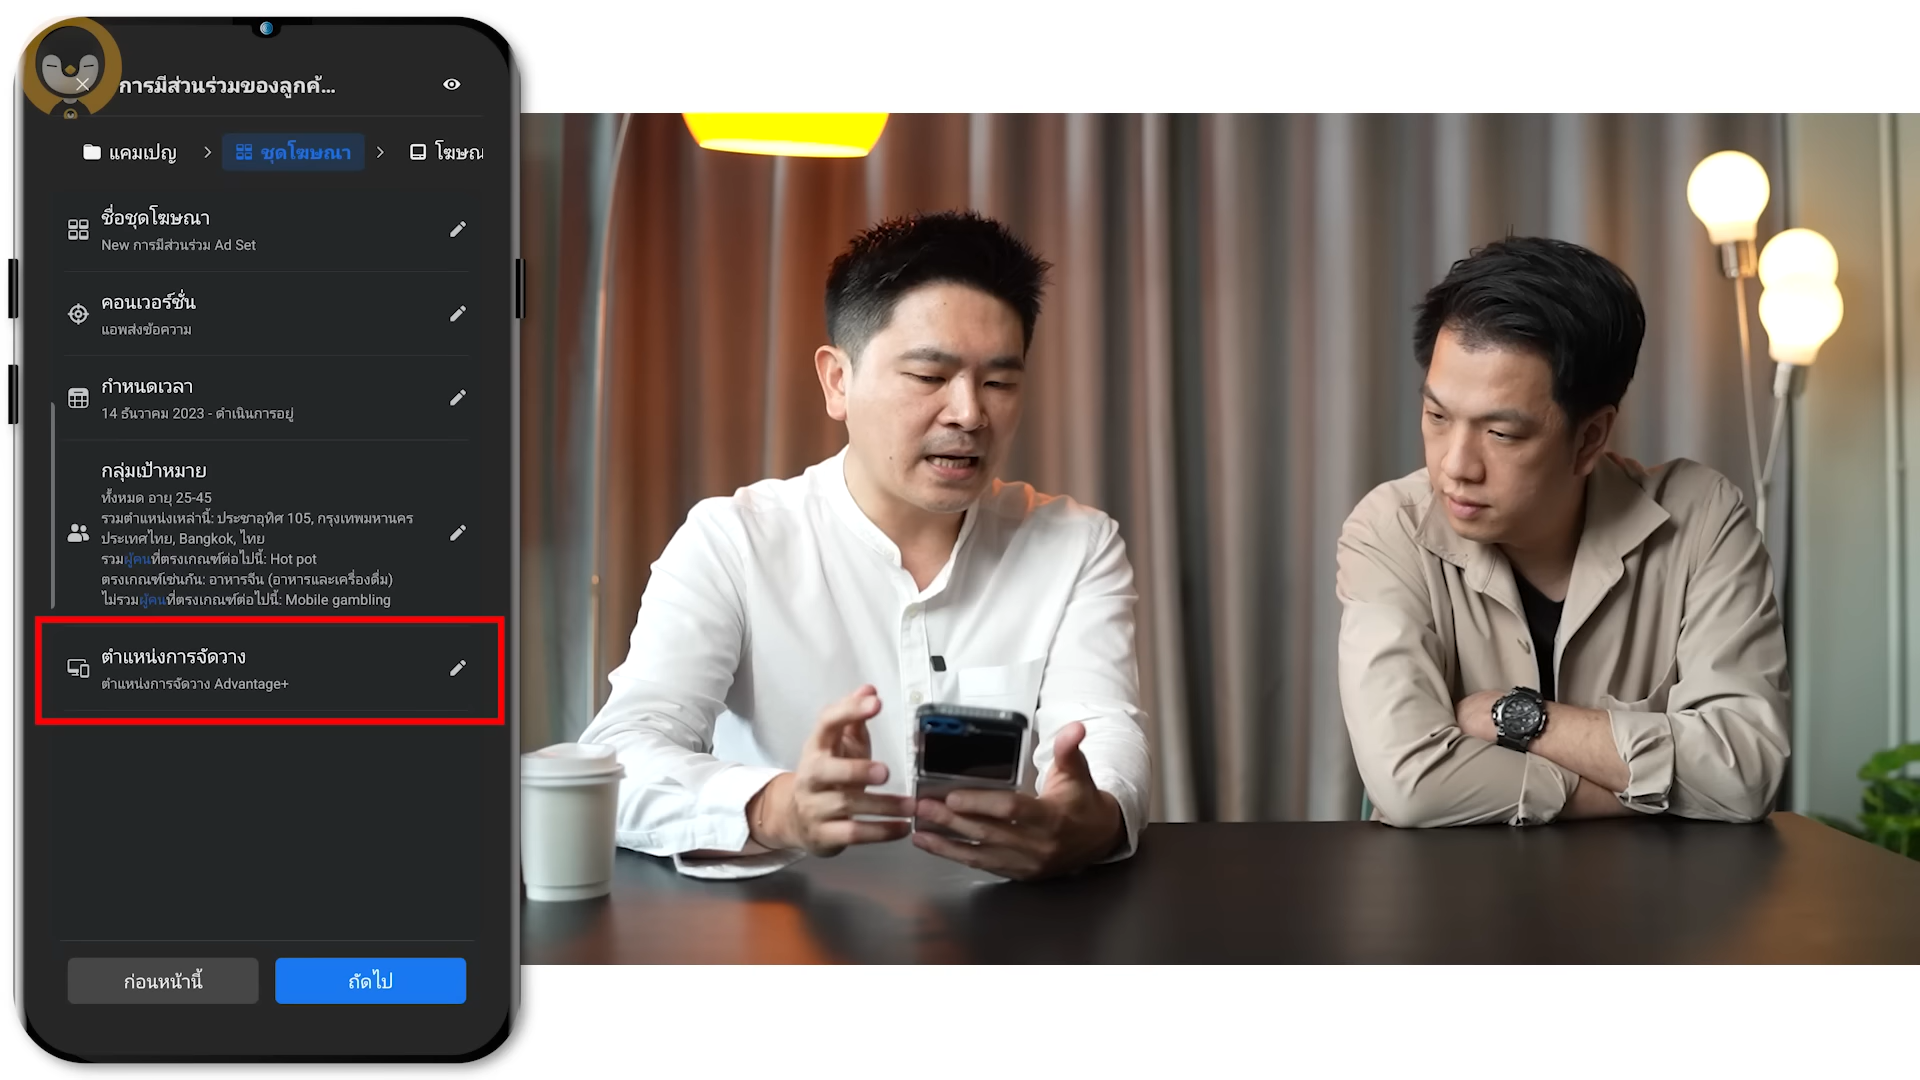 การมีส่วนร่วมของลูกค้...
แคมเปญ
ชุดโฆษณา
โฆษณ
ชื่อชุดโฆษณา
New การมีส่วนร่วม Ad Set
คอนเวอร์ชั่น
แอพส่งข้อความ
กำหนดเวลา
14 ธันวาคม 2023 - ดำเนินการอยู่
กลุ่มเป้าหมาย
ทั้งหมด อายุ 25-45
รวมตำแหน่งเหล่านี้: ประชาอุทิศ 105, กรุงเทพมหานคร
ประเทศไทย, Bangkok, ไทย
รวมผู้คนที่ตรงเกณฑ์ต่อไปนี้: Hot pot
ตรงเกณฑ์เช่นกัน: อาหารจีน (อาหารและเครื่องดื่ม)
ไม่รวมผู้คนที่ตรงเกณฑ์ต่อไปนี้: Mobile gambling
ตำแหน่งการจัดวาง
ตำแหน่งการจัดวาง Advantage+
ก่อนหน้านี้
ถัดไป